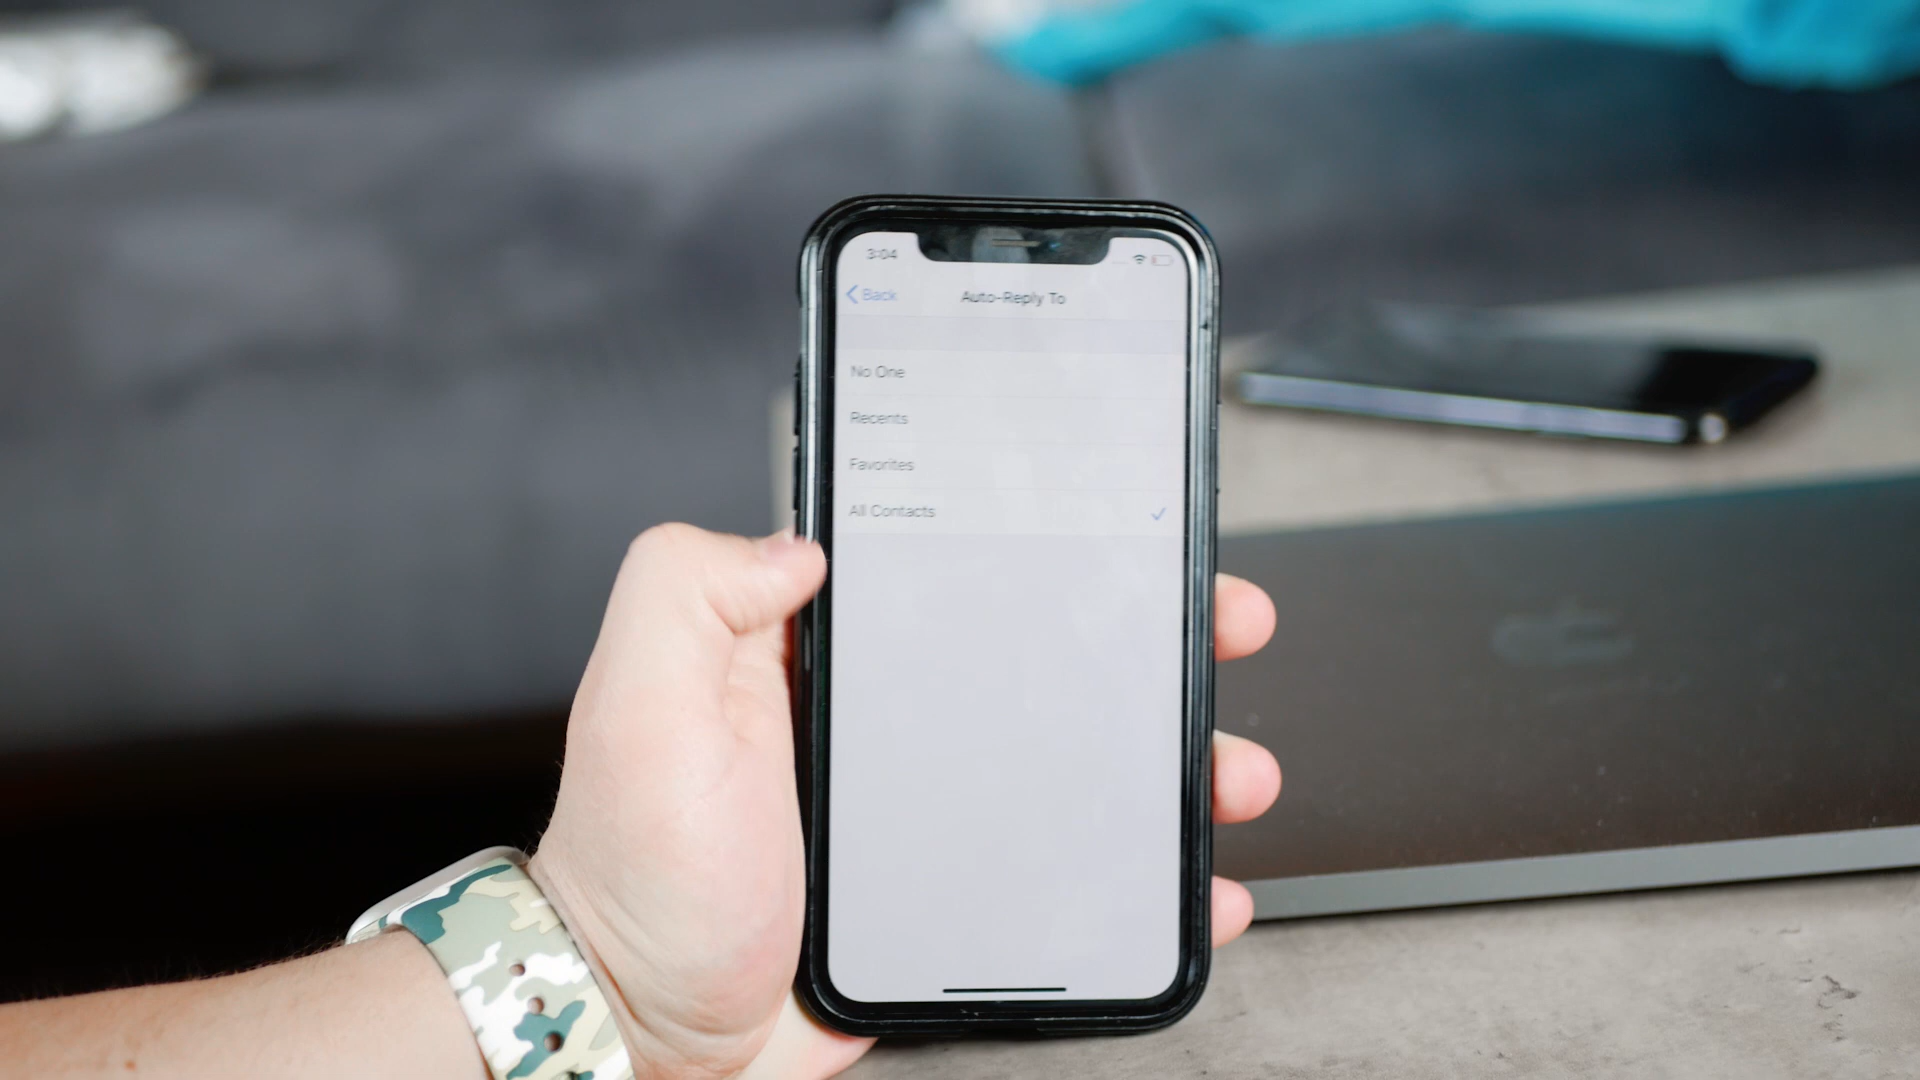 3:04
Back
Auto-Reply To
No One
Recents
Favorites
All Contacts